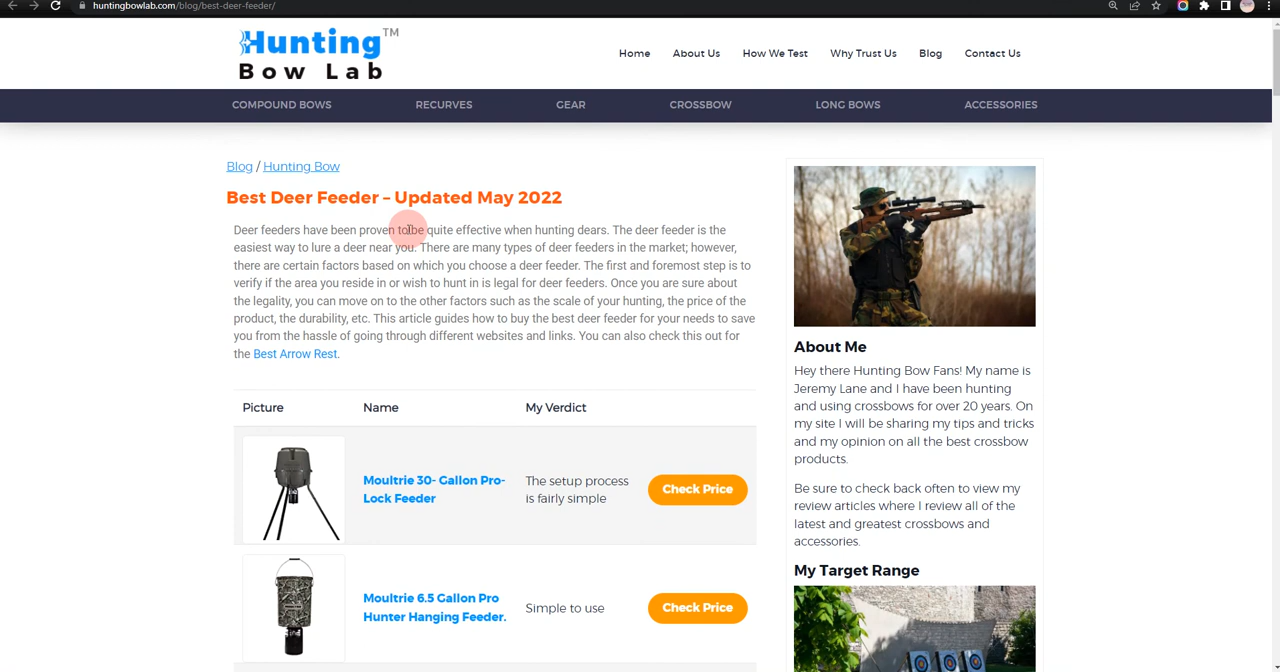 huntingbowlab.com/blog/best-deer-feeder/
Hunting TM
Bow Lab
Home About Us How We Test Why Trust Us Blog Contact Us
COMPOUND BOWS RECURVES GEAR CROSSBOW LONG BOWS ACCESSORIES
Blog / Hunting Bow
Best Deer Feeder – Updated May 2022
Deer feeders have been proven to be quite effective when hunting dears. The deer feeder is the
easiest way to lure a deer near you. There are many types of deer feeders in the market; however,
there are certain factors based on which you choose a deer feeder. The first and foremost step is to
verify if the area you reside in or wish to hunt in is legal for deer feeders. Once you are sure about
the legality, you can move on to the other factors such as the scale of your hunting, the price of the
product, the durability, etc. This article guides how to buy the best deer feeder for your needs to save
you from the hassle of going through different websites and links. You can also check this out for
the Best Arrow Rest.
Picture Name My Verdict
Moultrie 30- Gallon Pro-
Lock Feeder
The setup process
is fairly simple
Check Price
Moultrie 6.5 Gallon Pro
Hunter Hanging Feeder.
Simple to use
Check Price
About Me
Hey there Hunting Bow Fans! My name is
Jeremy Lane and I have been hunting
and using crossbows for over 20 years. On
my site I will be sharing my tips and tricks
and my opinion on all the best crossbow
products.
Be sure to check back often to view my
review articles where I review all of the
latest and greatest crossbows and
accessories.
My Target Range